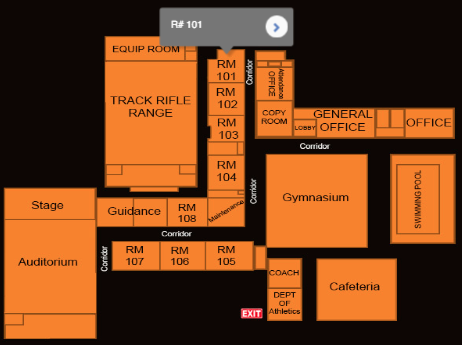 R# 101
EQUIP ROOM
TRACK RIFLE
RANGE
RM
101
RM
102
RM
103
RM
104
Corridor
OFFICE
Attendance
COPY
ROOM
LOBBY
GENERAL
OFFICE
OFFICE
Corridor
Corridor
Gymnasium
SWIMMING POOL
Stage
Guidance
RM
108
Maintenance
Corridor
Auditorium
Corridor
RM
107
RM
106
RM
105
COACH
DEPT
OF
Athletics
EXIT
Cafeteria